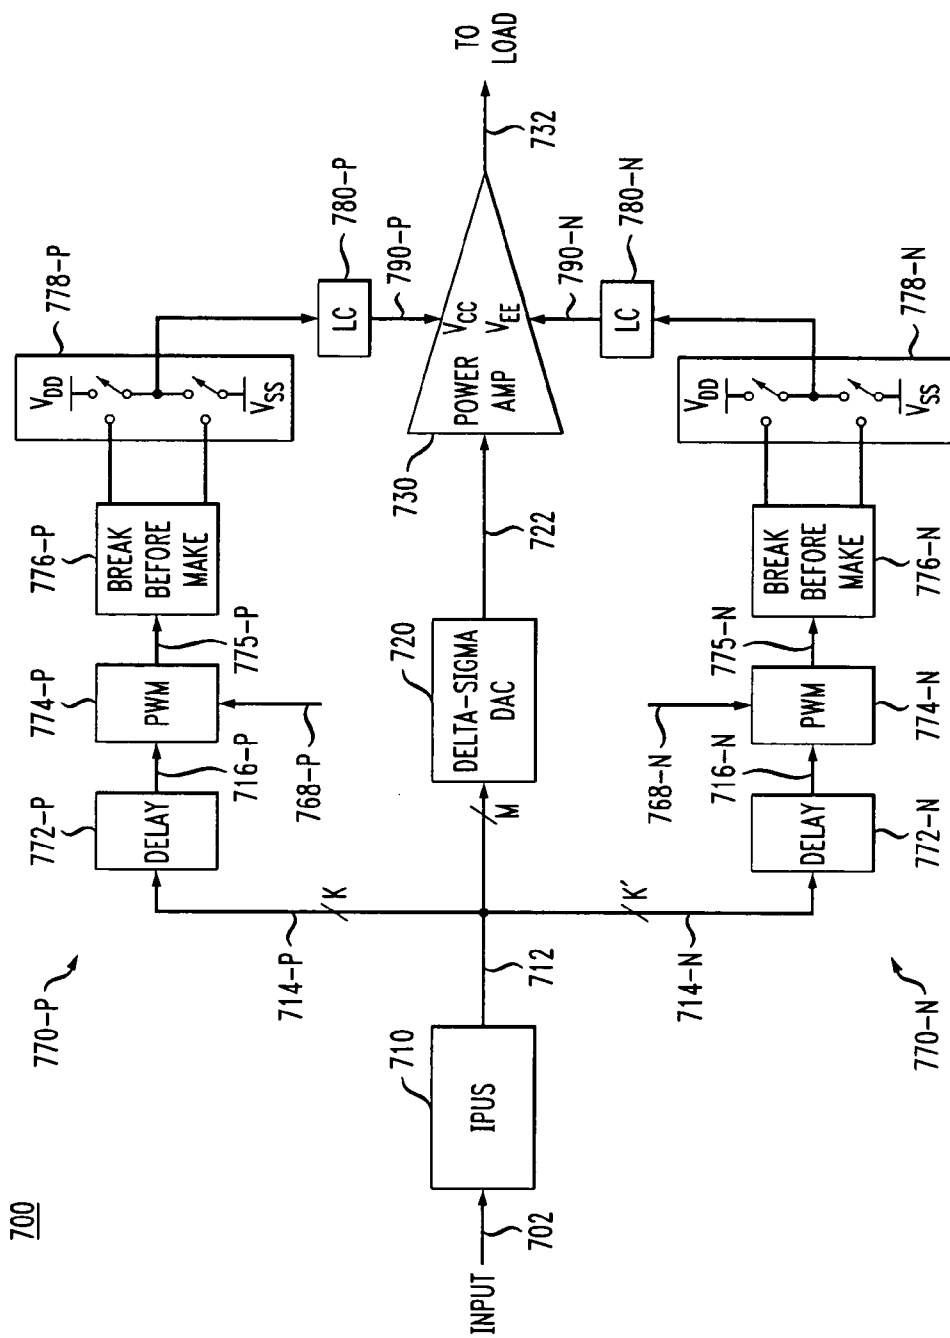 700
770-P
772-P
774-P
776-P
778-P
DELAY
716-P
PWM
775-P
BREAK
BEFORE
MAKE
VDD
VSS
768-P
714-P
K
780-P
LC
790-P
INPUT
702
710
IPUS
712
M
720
DELTA-SIGMA
DAC
722
730
POWER
AMP
VCC
VEE
732
TO
LOAD
790-N
LC
780-N
K´
714-N
768-N
716-N
775-N
DELAY
PWM
BREAK
BEFORE
MAKE
VDD
VSS
778-N
770-N
772-N
774-N
776-N